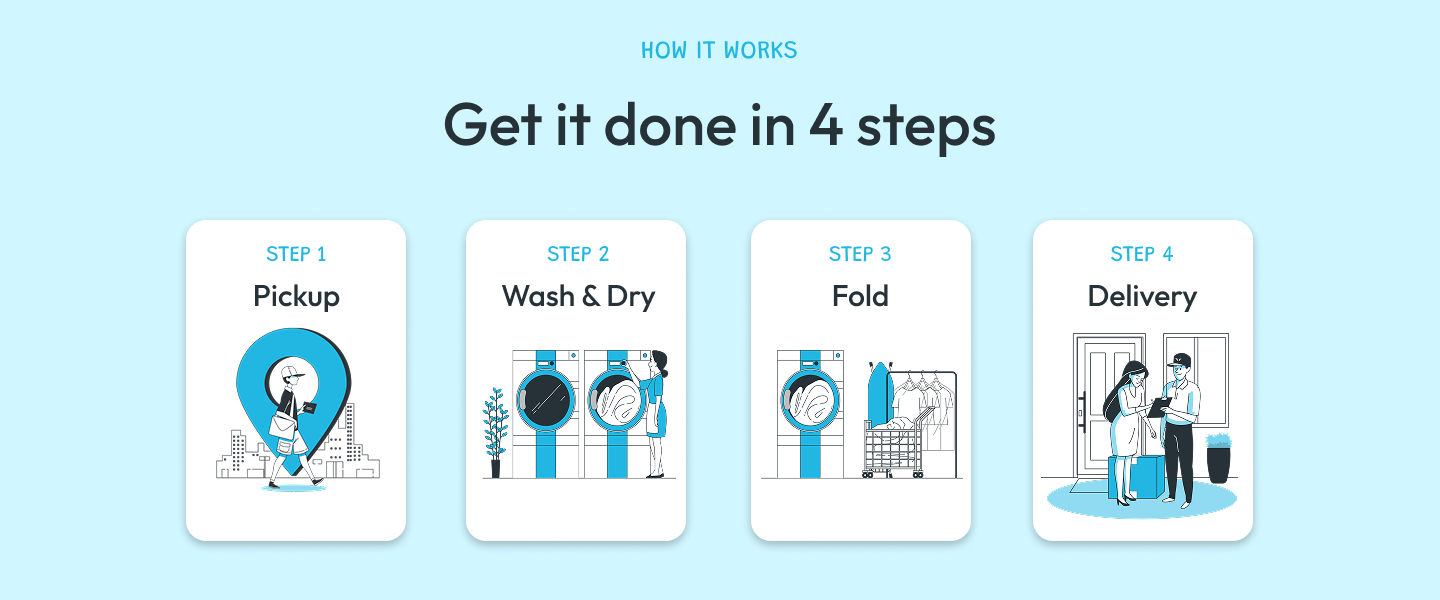 HOW IT WORKS
Get it done in 4 steps
STEP 1
Pickup
STEP 2
Wash & Dry
STEP 3
Fold
STEP 4
Delivery